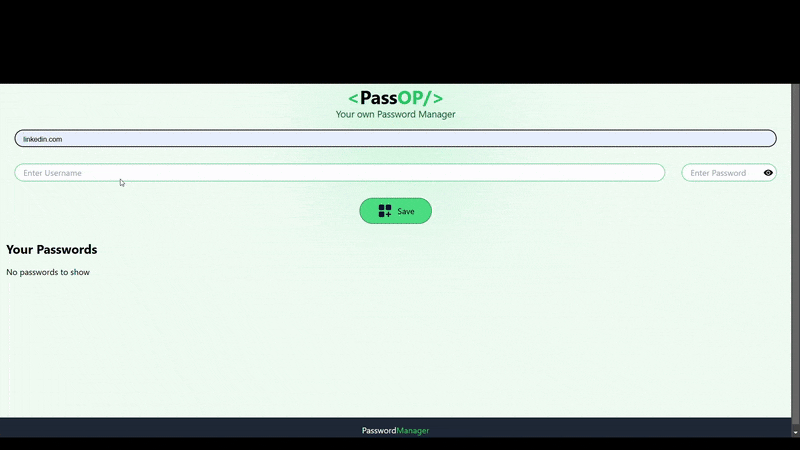 <PassOP/>
Your own Password Manager
linkedin.com
Enter Username
Enter Password
Save
Your Passwords
No passwords to show
PasswordManager